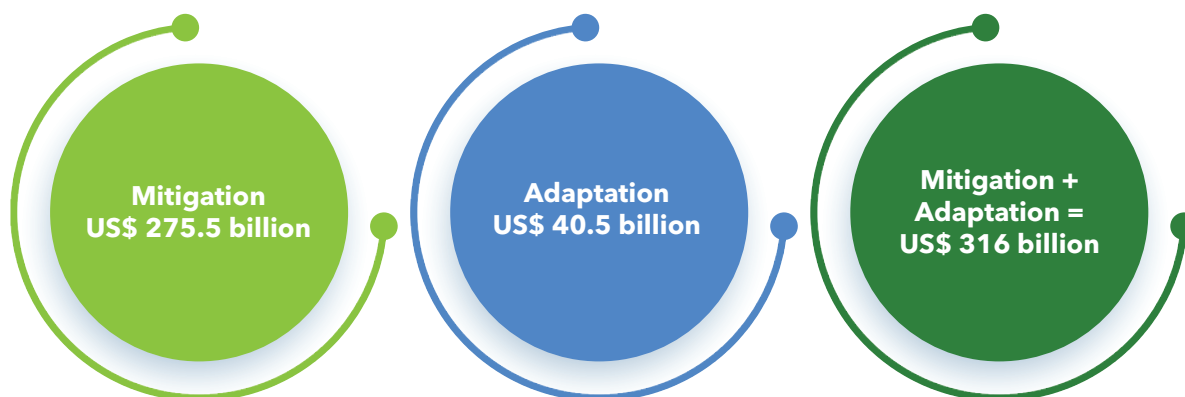 Mitigation
US$ 275.5 billion
Adaptation
US$ 40.5 billion
Mitigation +
Adaptation =
US$ 316 billion